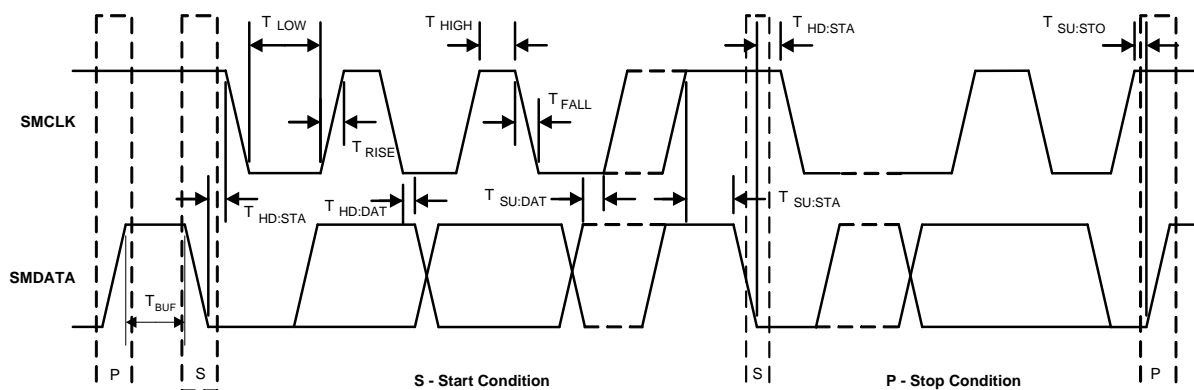 T LOW
T HIGH
T HD:STA
T SU:STO
SMCLK
T FALL
T RISE
T HD:STA
T HD:DAT
T SU:DAT
T SU:STA
SMDATA
T BUF
P
S
S - Start Condition
S
P - Stop Condition
P